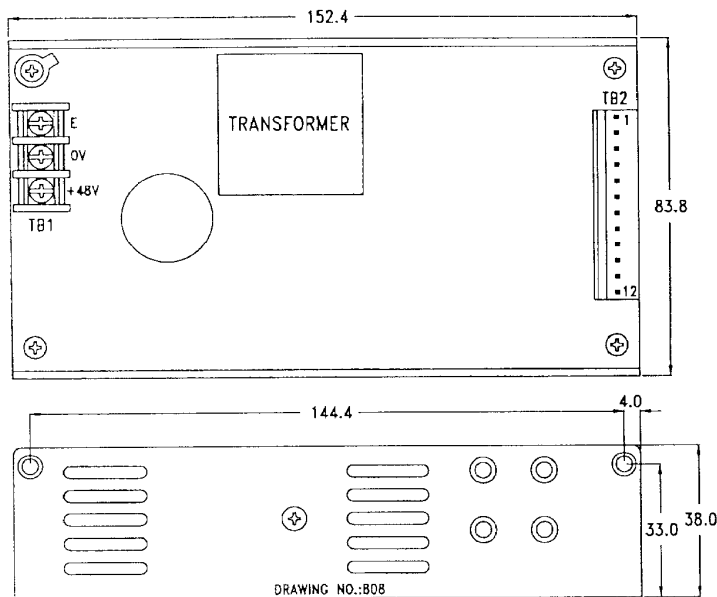 152.4
TB2
1
E
TRANSFORMER
0V
+48V
83.8
TB1
12
144.4
4.0
33.0
38.0
DRAWING NO.:B08